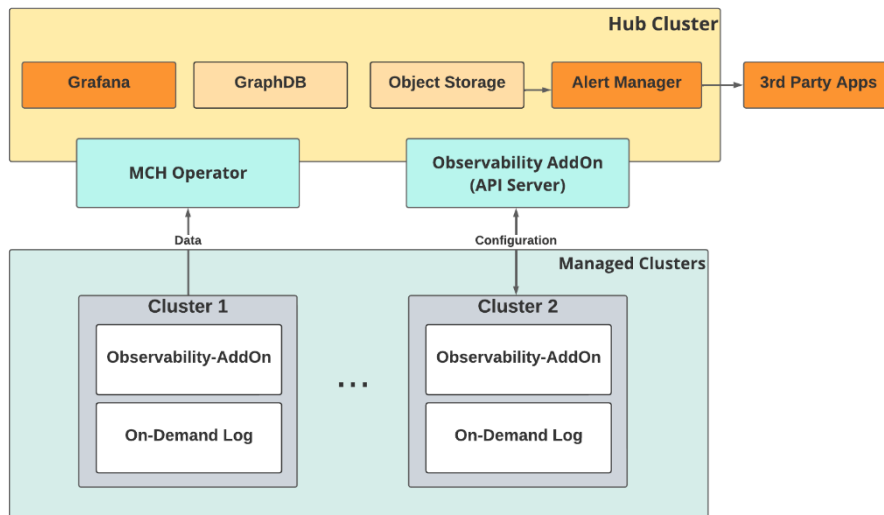 Hub Cluster
Grafana
GraphDB
Object Storage
Alert Manager
3rd Party Apps
MCH Operator
Observability AddOn
(API Server)
Data
Configuration
Managed Clusters
Cluster 1
Cluster 2
Observability-AddOn
Observability-AddOn
...
On-Demand Log
On-Demand Log